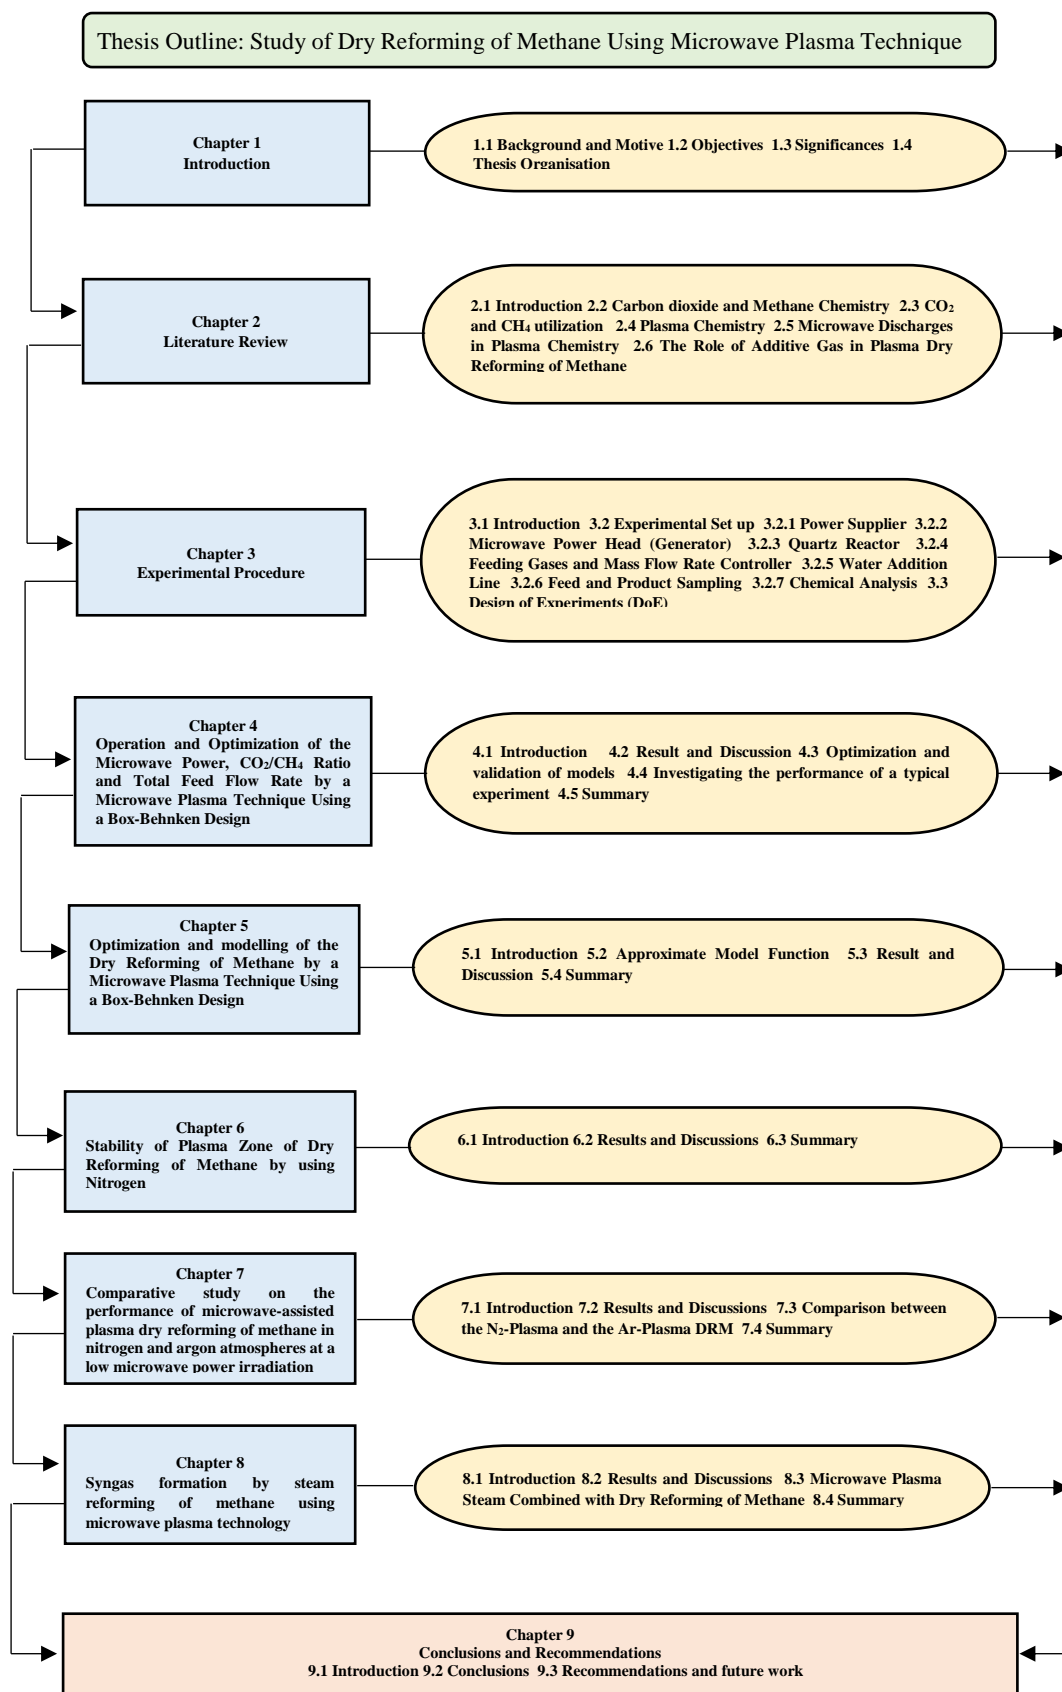 Thesis Outline: Study of Dry Reforming of Methane Using Microwave Plasma Technique
Chapter 1
Introduction
1.1 Background and Motive 1.2 Objectives 1.3 Significances 1.4
Thesis Organisation
Chapter 2
Literature Review
2.1 Introduction 2.2 Carbon dioxide and Methane Chemistry 2.3 CO₂
and CH₄ utilization 2.4 Plasma Chemistry 2.5 Microwave Discharges
in Plasma Chemistry 2.6 The Role of Additive Gas in Plasma Dry
Reforming of Methane
Chapter 3
Experimental Procedure
3.1 Introduction 3.2 Experimental Set up 3.2.1 Power Supplier 3.2.2
Microwave Power Head (Generator) 3.2.3 Quartz Reactor 3.2.4
Feeding Gases and Mass Flow Rate Controller 3.2.5 Water Addition
Line 3.2.6 Feed and Product Sampling 3.2.7 Chemical Analysis 3.3
Design of Experiments (DoE)
Chapter 4
Operation and Optimization of the
Microwave Power, CO₂/CH₄ Ratio
and Total Feed Flow Rate by a
Microwave Plasma Technique Using
a Box-Behnken Design
4.1 Introduction 4.2 Result and Discussion 4.3 Optimization and
validation of models 4.4 Investigating the performance of a typical
experiment 4.5 Summary
Chapter 5
Optimization and modelling of the
Dry Reforming of Methane by a
Microwave Plasma Technique Using
a Box-Behnken Design
5.1 Introduction 5.2 Approximate Model Function 5.3 Result and
Discussion 5.4 Summary
Chapter 6
Stability of Plasma Zone of Dry
Reforming of Methane by using
Nitrogen
6.1 Introduction 6.2 Results and Discussions 6.3 Summary
Chapter 7
Comparative study on the
performance of microwave-assisted
plasma dry reforming of methane in
nitrogen and argon atmospheres at a
low microwave power irradiation
7.1 Introduction 7.2 Results and Discussions 7.3 Comparison between
the N₂-Plasma and the Ar-Plasma DRM 7.4 Summary
Chapter 8
Syngas formation by steam
reforming of methane using
microwave plasma technology
8.1 Introduction 8.2 Results and Discussions 8.3 Microwave Plasma
Steam Combined with Dry Reforming of Methane 8.4 Summary
Chapter 9
Conclusions and Recommendations
9.1 Introduction 9.2 Conclusions 9.3 Recommendations and future work